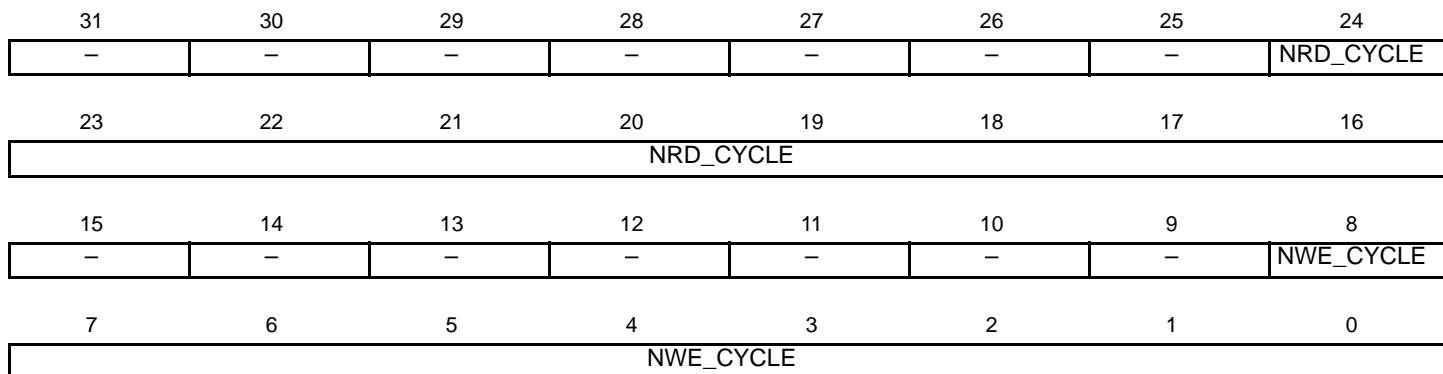 31 30 29 28 27 26 25 24
– – – – – – – NRD_CYCLE
23 22 21 20 19 18 17 16
NRD_CYCLE
15 14 13 12 11 10 9 8
– – – – – – – NWE_CYCLE
7 6 5 4 3 2 1 0
NWE_CYCLE